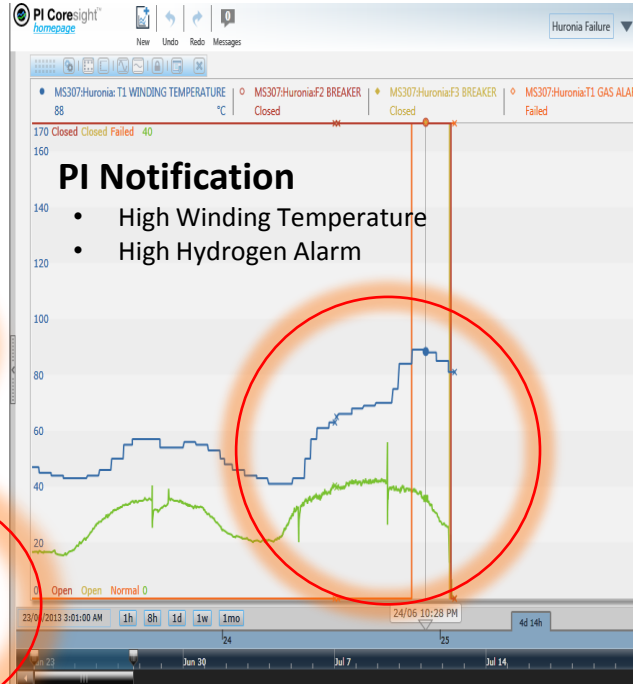 PI Coresight™
homepage
New Undo Redo Messages
0
Huronia Failure
MS307:Huronia: T1 WINDING TEMPERATURE
88 °C
MS307:Huronia:F2 BREAKER
Closed
MS307:Huronia:F3 BREAKER
Closed
MS307:Huronia:T1 GAS ALA
Failed
170 Closed Closed Failed 40
160
PI Notification
• High Winding Temperature
• High Hydrogen Alarm
140
120
100
80
60
40
20
0 Open Open Normal 0
24/06 10:28 PM
23/06/2013 3:01:00 AM 1h 8h 1d 1w 1mo
4d 14h
24 25
Jun 23 Jun 30 Jul 7 Jul 14